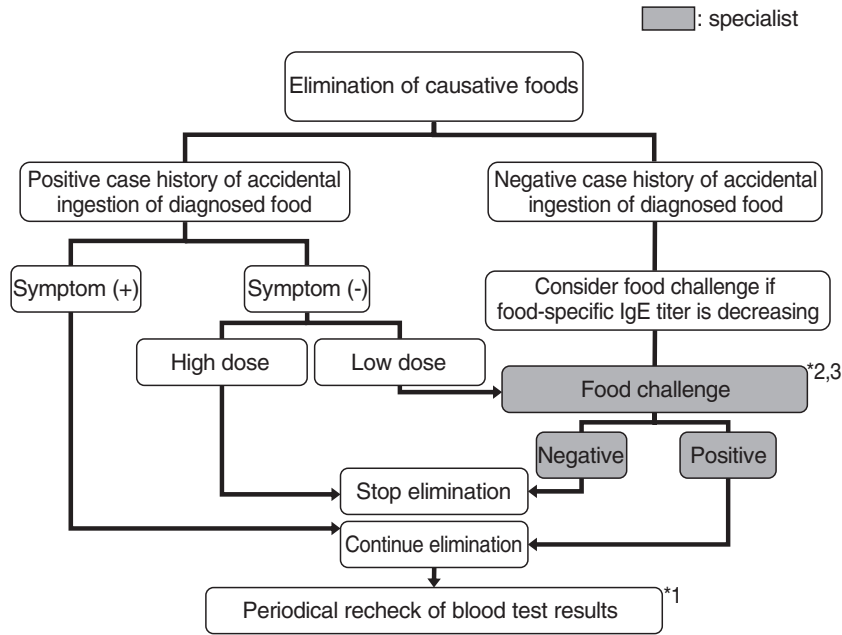 : specialist
Elimination of causative foods
Positive case history of accidental
ingestion of diagnosed food
Negative case history of accidental
ingestion of diagnosed food
Symptom (+)
Symptom (-)
Consider food challenge if
food-specific IgE titer is decreasing
High dose
Low dose
Food challenge
*2,3
Negative
Positive
Stop elimination
Continue elimination
Periodical recheck of blood test results
*1